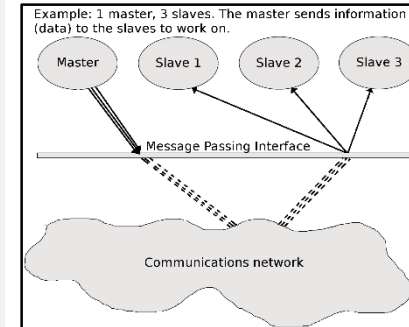 Example: 1 master, 3 slaves. The master sends information
(data) to the slaves to work on.
Master
Slave 1
Slave 2
Slave 3
Message Passing Interface
Communications network